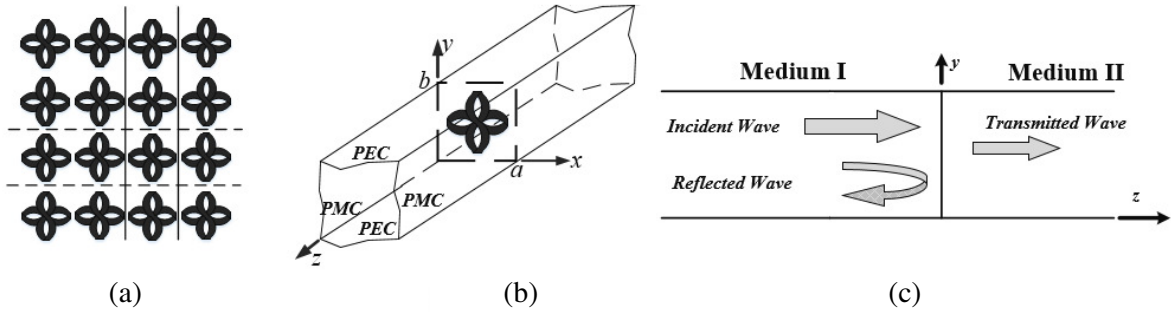 y
b
a
x
PEC
PMC
PMC
PEC
z
y
Medium I
Medium II
Incident Wave
Transmitted Wave
Reflected Wave
z
(a)
(b)
(c)